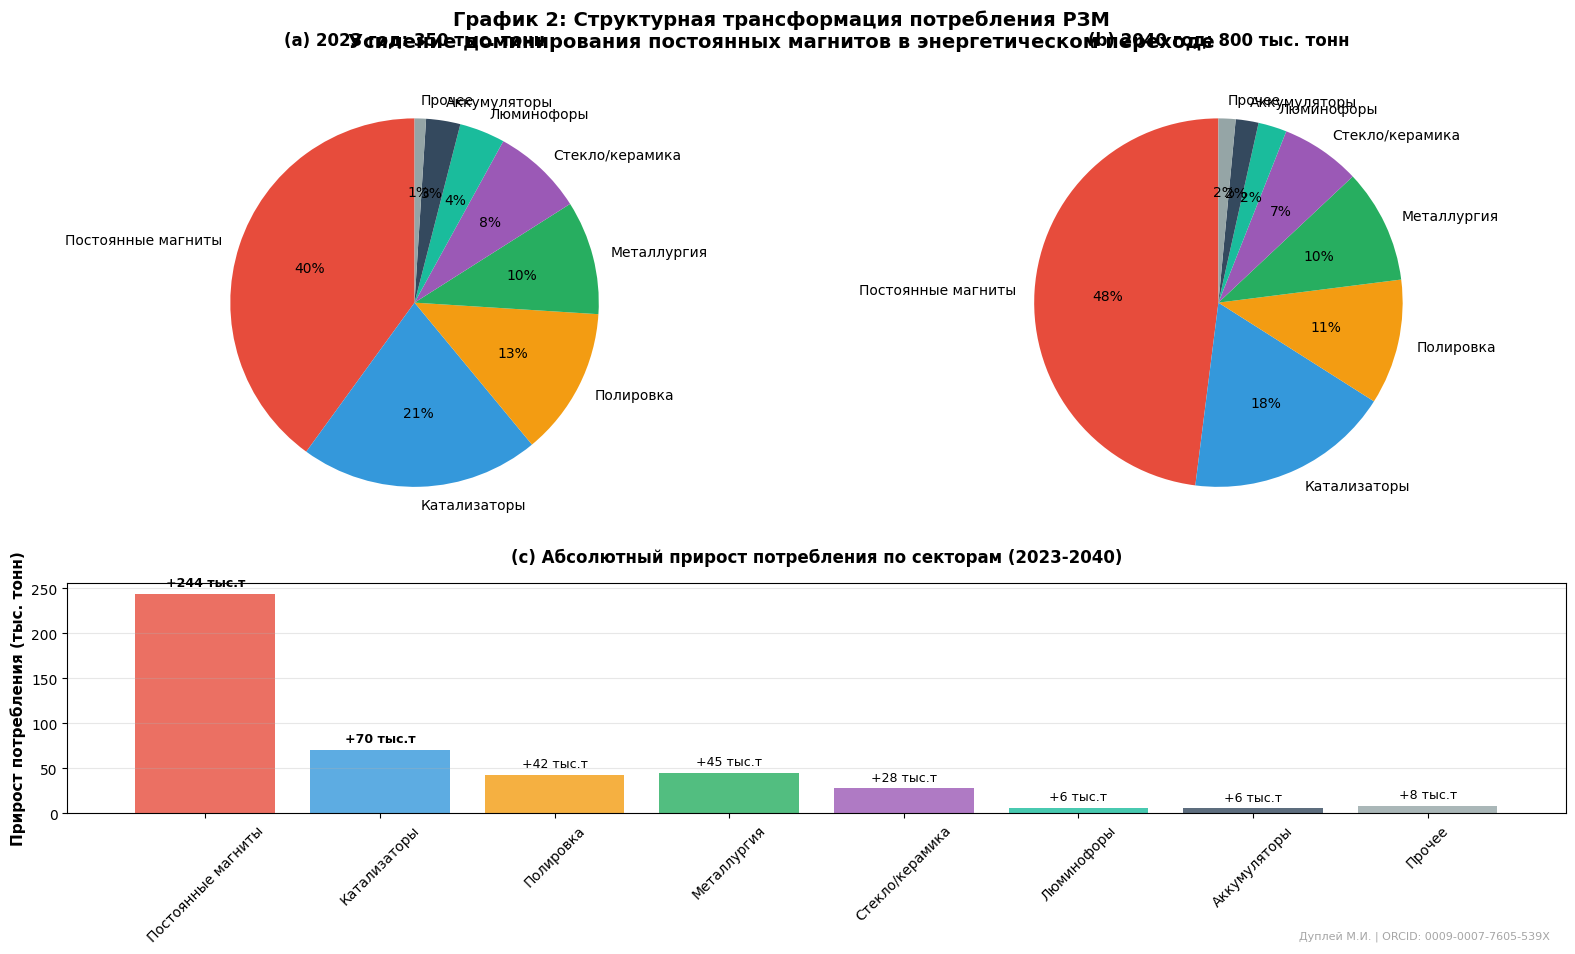 График 2: Структурная трансформация потребления РЗМ
Усиление доминирования постоянных магнитов в энергетическом переходе
(a) 2023 год: 350 тыс. тонн
(b) 2040 год: 800 тыс. тонн
Прочее
Аккумуляторы
Люминофоры
Стекло/керамика
Металлургия
Полировка
Катализаторы
Постоянные магниты
1%
3%
4%
8%
10%
13%
21%
40%
Прочее
Аккумуляторы
Люминофоры
Стекло/керамика
Металлургия
Полировка
Катализаторы
Постоянные магниты
2%
2%
2%
7%
10%
11%
18%
48%
(c) Абсолютный прирост потребления по секторам (2023-2040)
Прирост потребления (тыс. тонн)
250
200
150
100
50
0
+244 тыс.т
+70 тыс.т
+42 тыс.т
+45 тыс.т
+28 тыс.т
+6 тыс.т
+6 тыс.т
+8 тыс.т
Постоянные магниты
Катализаторы
Полировка
Металлургия
Стекло/керамика
Люминофоры
Аккумуляторы
Прочее
Дуплей М.И. | ORCID: 0009-0007-7605-539X